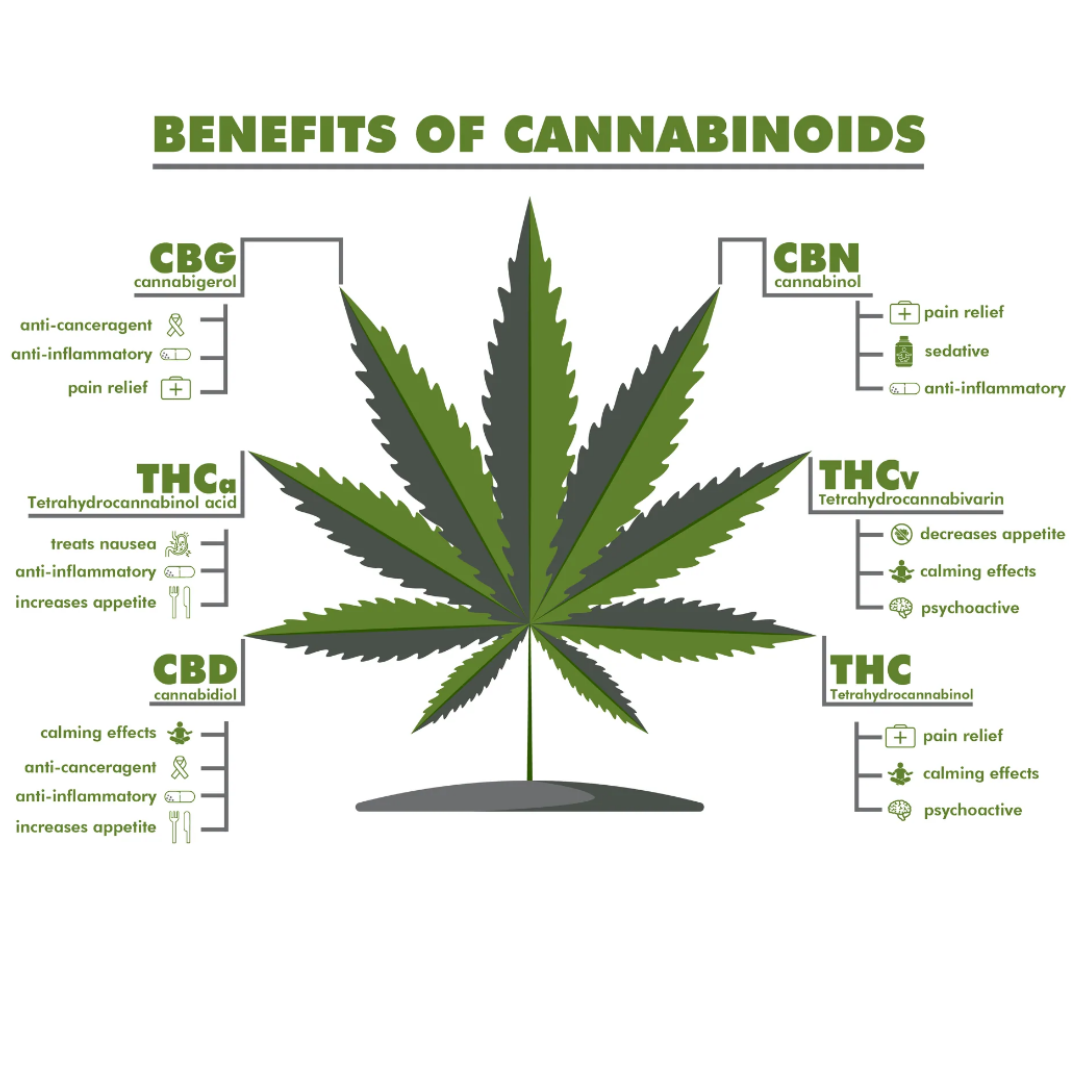 BENEFITS OF CANNABINOIDS
CBG
cannabigerol
anti-canceragent
anti-inflammatory
pain relief
THCa
Tetrahydrocannabinol acid
treats nausea
anti-inflammatory
increases appetite
CBD
cannabidiol
calming effects
anti-canceragent
anti-inflammatory
increases appetite
CBN
cannabinol
pain relief
sedative
anti-inflammatory
THCv
Tetrahydrocannabivarin
decreases appetite
calming effects
psychoactive
THC
Tetrahydrocannabinol
pain relief
calming effects
psychoactive